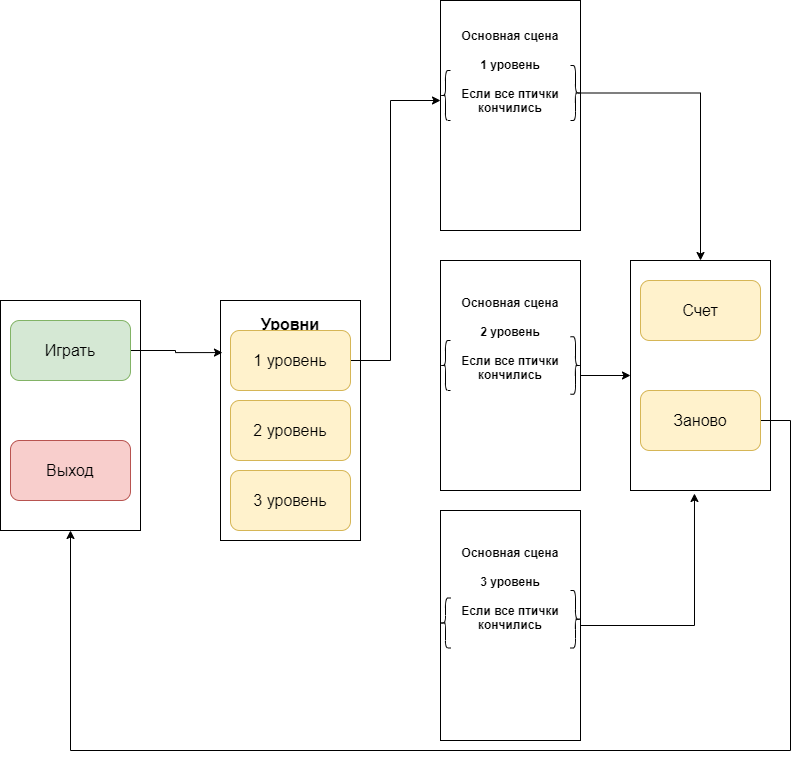 Играть
Выход
Уровни
1 уровень
2 уровень
3 уровень
Основная сцена
1 уровень
Если все птички
кончились
Основная сцена
2 уровень
Если все птички
кончились
Основная сцена
3 уровень
Если все птички
кончились
Счет
Заново